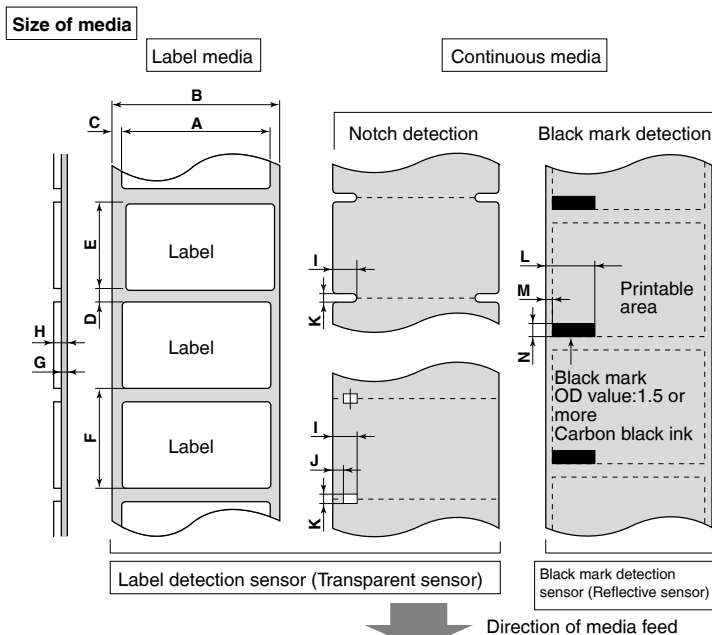 Size of media
Label media
Continuous media
B
C
A
Notch detection
Black mark detection
E
Label
I
L
M
Printable
area
D
K
H
G
Label
N
Black mark
OD value:1.5 or
more
Carbon black ink
F
Label
I
J
K
Label detection sensor (Transparent sensor)
Black mark detection
sensor (Reflective sensor)
Direction of media feed